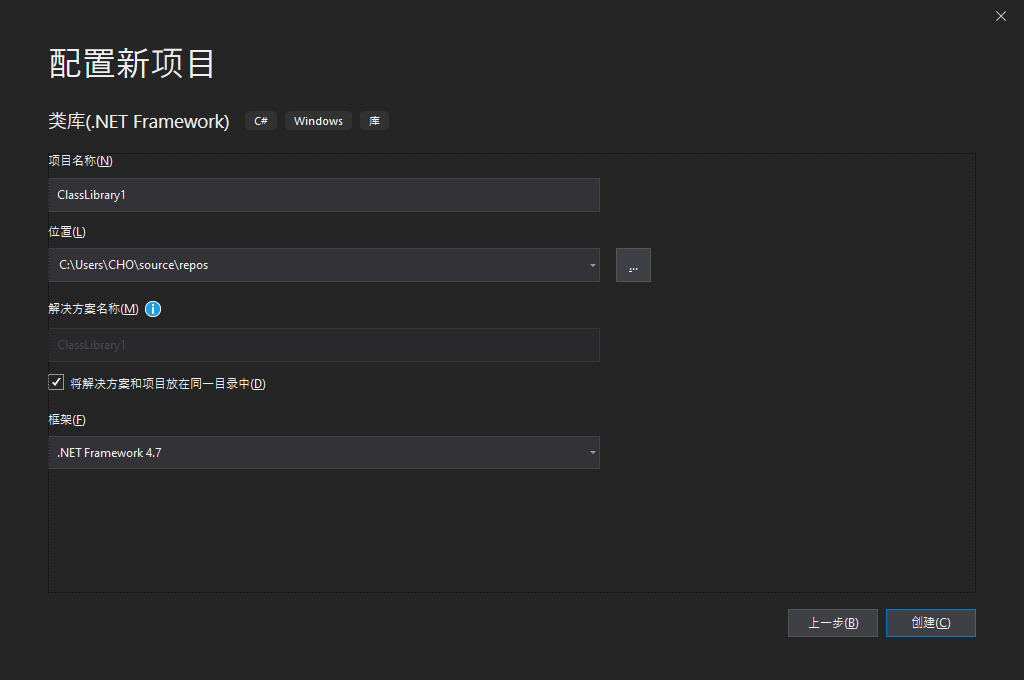 配置新项目
类库(.NET Framework) C# Windows 库
项目名称(N)
ClassLibrary1
位置(L)
C:\Users\CHO\source\repos
...
解决方案名称(M)
ClassLibrary1
将解决方案和项目放在同一目录中(D)
框架(F)
.NET Framework 4.7
上一步(B) 创建(C)